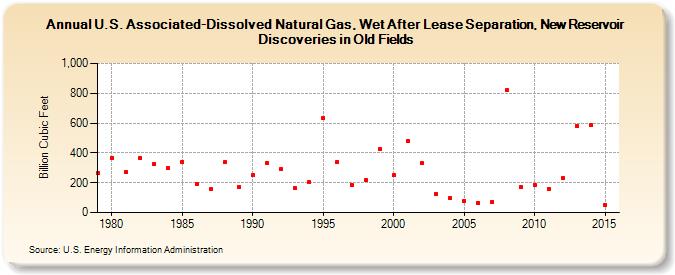 Annual U.S. Associated-Dissolved Natural Gas, Wet After Lease Separation, New Reservoir
Discoveries in Old Fields
Billion Cubic Feet
1,000
800
600
400
200
0
1980 1985 1990 1995 2000 2005 2010 2015
Source: U.S. Energy Information Administration